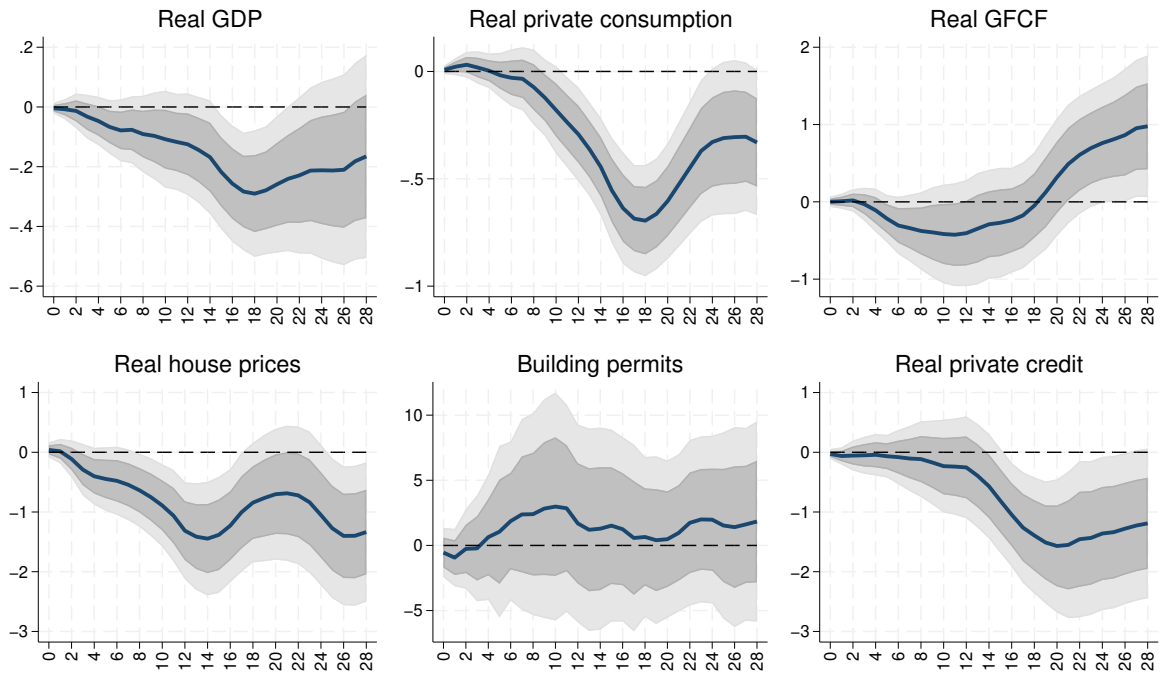 Real GDP
.2
0
−.2
−.4
−.6
0 2 4 6 8 10 12 14 16 18 20 22 24 26 28
Real private consumption
0
−.5
−1
0 2 4 6 8 10 12 14 16 18 20 22 24 26 28
Real GFCF
2
1
0
−1
0 2 4 6 8 10 12 14 16 18 20 22 24 26 28
Real house prices
1
0
−1
−2
−3
0 2 4 6 8 10 12 14 16 18 20 22 24 26 28
Building permits
10
5
0
−5
0 2 4 6 8 10 12 14 16 18 20 22 24 26 28
Real private credit
1
0
−1
−2
−3
0 2 4 6 8 10 12 14 16 18 20 22 24 26 28